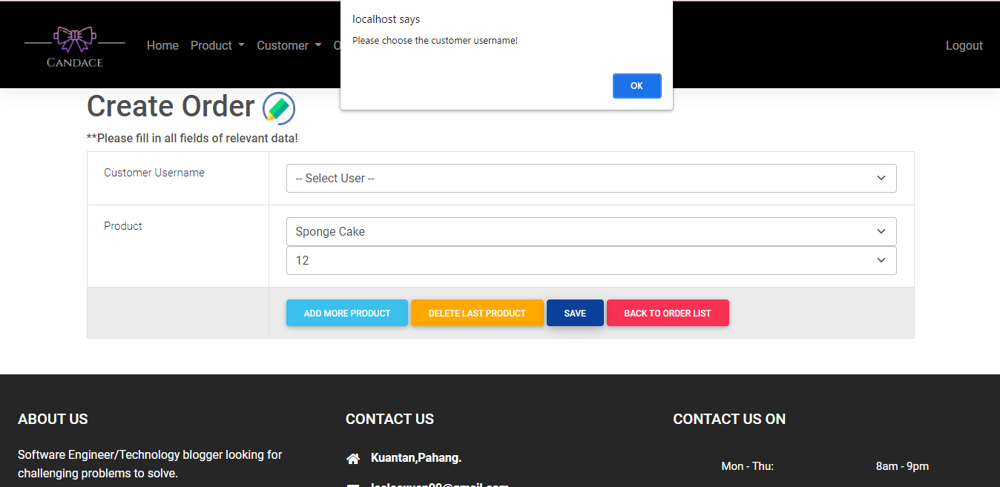 localhost says
Please choose the customer username!
OK
CANDACE
Home Product Customer O
Logout
Create Order
**Please fill in all fields of relevant data!
Customer Username
-- Select User --
Product
Sponge Cake
12
ADD MORE PRODUCT DELETE LAST PRODUCT SAVE BACK TO ORDER LIST
ABOUT US
Software Engineer/Technology blogger looking for
challenging problems to solve.
CONTACT US
Kuantan,Pahang.
CONTACT US ON
Mon - Thu: 8am - 9pm